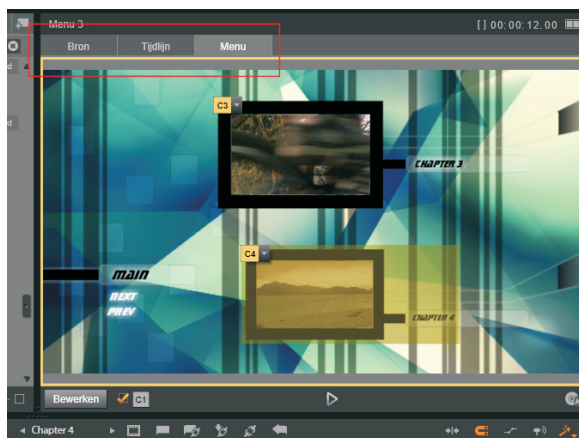 Menu 3
[ ] 00:00:12.00
Bron Tijdlijn Menu
d
d
C3
CHAPTER 3
C4
MAIN
NEXT
PREV
CHAPTER 4
Bewerken C1
Chapter 4